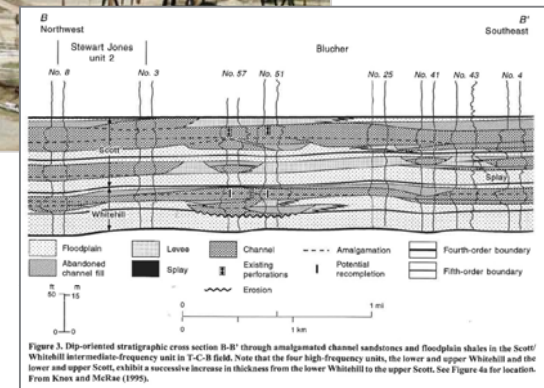 B
Northwest
B'
Southeast
Stewart Jones
unit 2
Blucher
No. 8
No. 3
No. 57
No. 51
No. 25
No. 41
No. 43
No. 4
Scott
Splay
Whitehill
Floodplain
Levee
Channel
Amalgamation
Fourth-order boundary
Abandoned
channel fill
Splay
Existing
perforations
Potential
recompletion
Fifth-order boundary
Erosion
ft m
50 15
0 0
0 1 mi
0 1 km
Figure 3. Dip-oriented stratigraphic cross section B-B' through amalgamated channel sandstones and floodplain shales in the Scott/
Whitehill intermediate-frequency unit in T-C-B field. Note that the four high-frequency units, the lower and upper Whitehill and the
lower and upper Scott, exhibit a successive increase in thickness from the lower Whitehill to the upper Scott. See Figure 4a for location.
From Knox and McRae (1995).